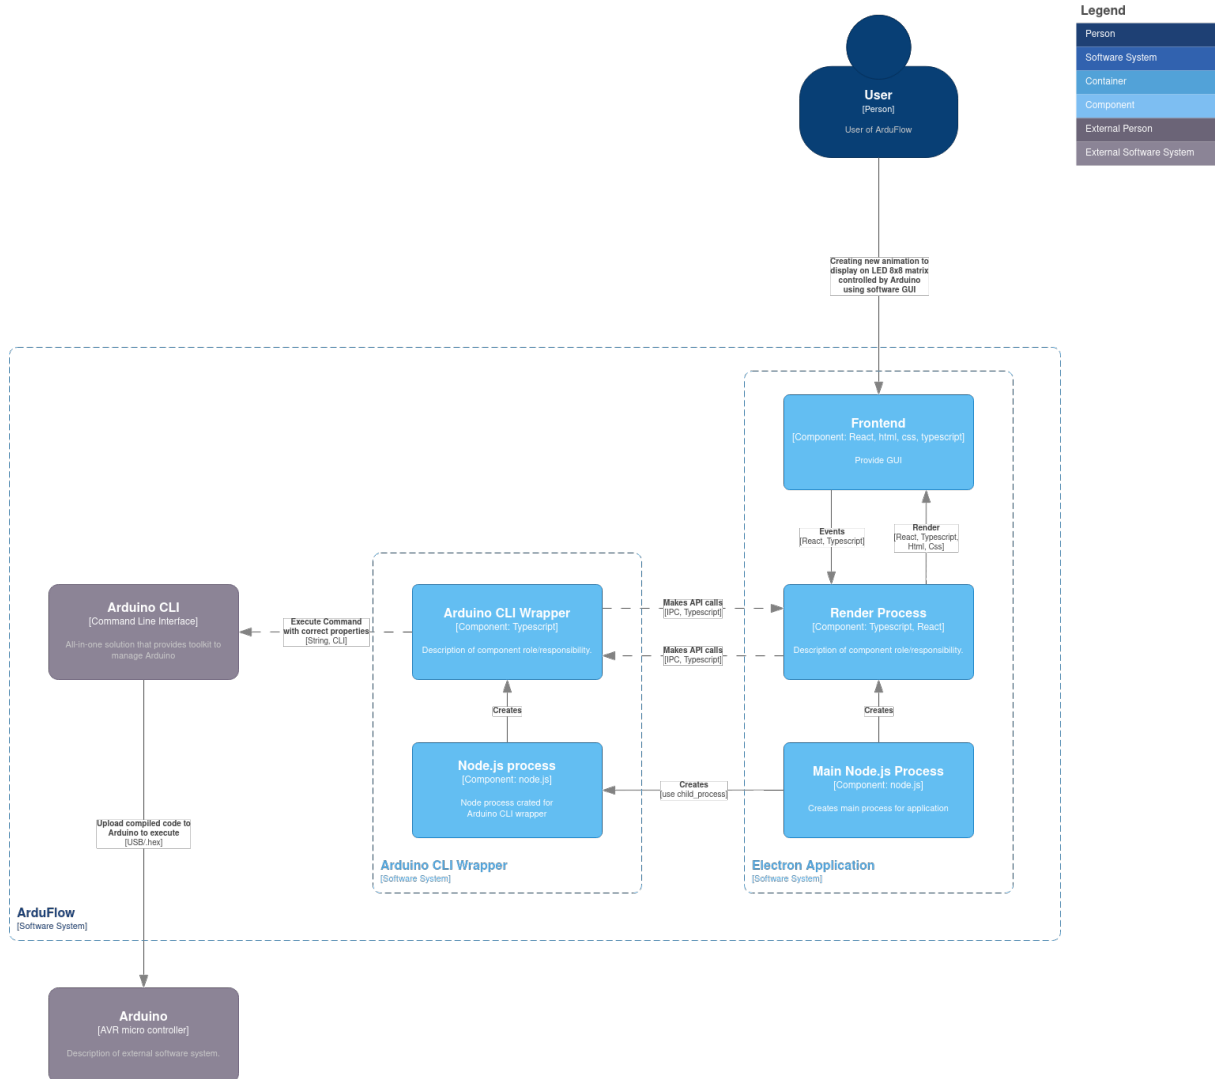 Legend
Person
Software System
Container
Component
External Person
External Software System
User
[Person]
User of ArduFlow
Creating new animation to
display on LED 8x8 matrix
controlled by Arduino
using software GUI
Frontend
[Component: React, html, css, typescript]
Provide GUI
Events
[React, Typescript]
Render
[React, Typescript,
Html, Css]
Arduino CLI
[Command Line Interface]
All-in-one solution that provides toolkit to
manage Arduino
Execute Command
with correct properties
[String, CLI]
Arduino CLI Wrapper
[Component: Typescript]
Description of component role/responsibility.
Makes API calls
[IPC, Typescript]
Makes API calls
[IPC, Typescript]
Render Process
[Component: Typescript, React]
Description of component role/responsibility.
Creates
Creates
Node.js process
[Component: node.js]
Node process crated for
Arduino CLI wrapper
Creates
[use child_process]
Main Node.js Process
[Component: node.js]
Creates main process for application
Upload compiled code to
Arduino to execute
[USB/.hex]
Arduino CLI Wrapper
[Software System]
Electron Application
[Software System]
ArduFlow
[Software System]
Arduino
[AVR micro controller]
Description of external software system.